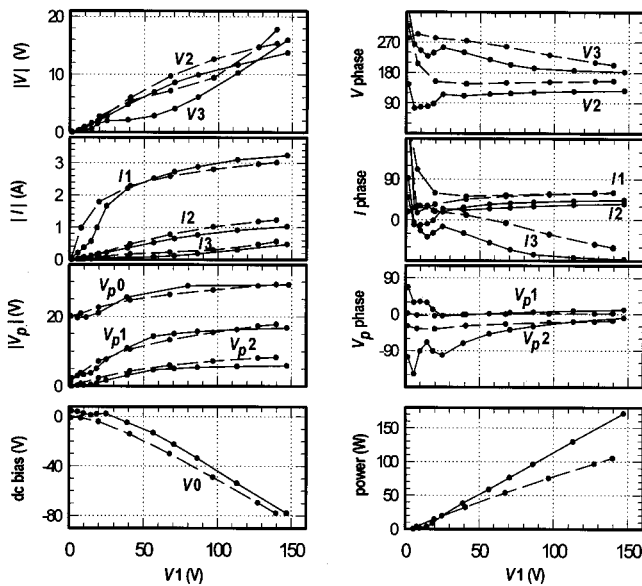 |V| (V)
20
10
0
V2
V3
|I| (A)
3
2
1
0
I1
I2
I3
|Vp| (V)
20
0
20
10
0
Vp0
Vp1
Vp2
dc bias (V)
0
-40
-80
V0
0 50 100 150
V1 (V)
V phase
270
180
90
V3
V2
I phase
90
0
I1
I2
I3
Vp phase
90
0
-90
Vp1
Vp2
power (W)
150
100
50
0
0 50 100 150
V1 (V)